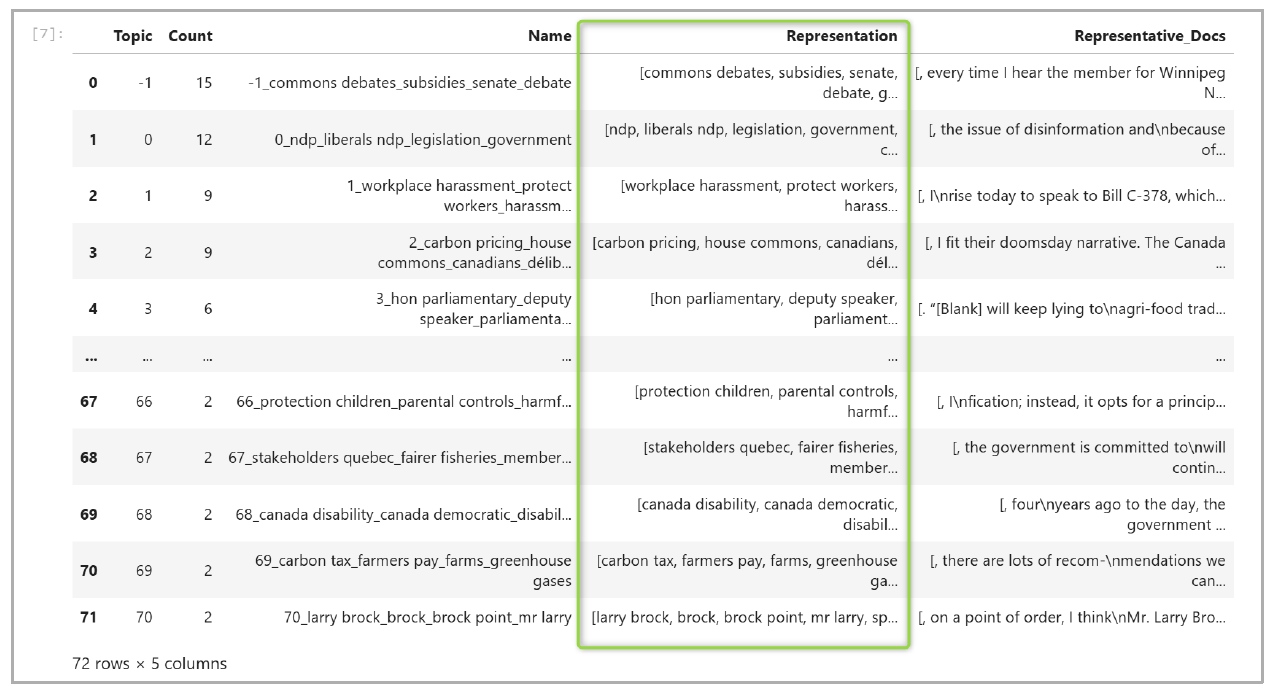 [7]:
Topic Count Name Representation Representative_Docs
0 -1 15 -1_commons debates_subsidies_senate_debate [commons debates, subsidies, senate, [, every time I hear the member for Winnipeg
debate, g... N...
1 0 12 0_ndp_liberals ndp_legislation_government [ndp, liberals ndp, legislation, government, [, the issue of disinformation and\nbecause
c... of...
2 1 9 1_workplace harassment_protect [workplace harassment, protect workers, [, I\nrise today to speak to Bill C-378, which...
workers_harassm... harass...
3 2 9 2_carbon pricing_house [carbon pricing, house commons, canadians, [, I fit their doomsday narrative. The Canada
commons_canadians_délib... dél... ...
4 3 6 3_hon parliamentary_deputy [hon parliamentary, deputy speaker, [. “[Blank] will keep lying to\nagri-food trad...
speaker_parliamenta... parliament...
... ... ... ... ... ...
67 66 2 66_protection children_parental controls_harmf... [protection children, parental controls, [, I\nfication; instead, it opts for a princip...
harmf...
68 67 2 67_stakeholders quebec_fairer fisheries_member... [stakeholders quebec, fairer fisheries, [, the government is committed to\nwill
member... contin...
69 68 2 68_canada disability_canada democratic_disabil... [canada disability, canada democratic, [, four\nyears ago to the day, the
disabil... government ...
70 69 2 69_carbon tax_farmers pay_farms_greenhouse [carbon tax, farmers pay, farms, greenhouse [, there are lots of recom-\nmendations we
gases ga... can...
71 70 2 70_larry brock_brock_brock point_mr larry [larry brock, brock, brock point, mr larry, sp... [, on a point of order, I think\nMr. Larry Bro...
72 rows × 5 columns